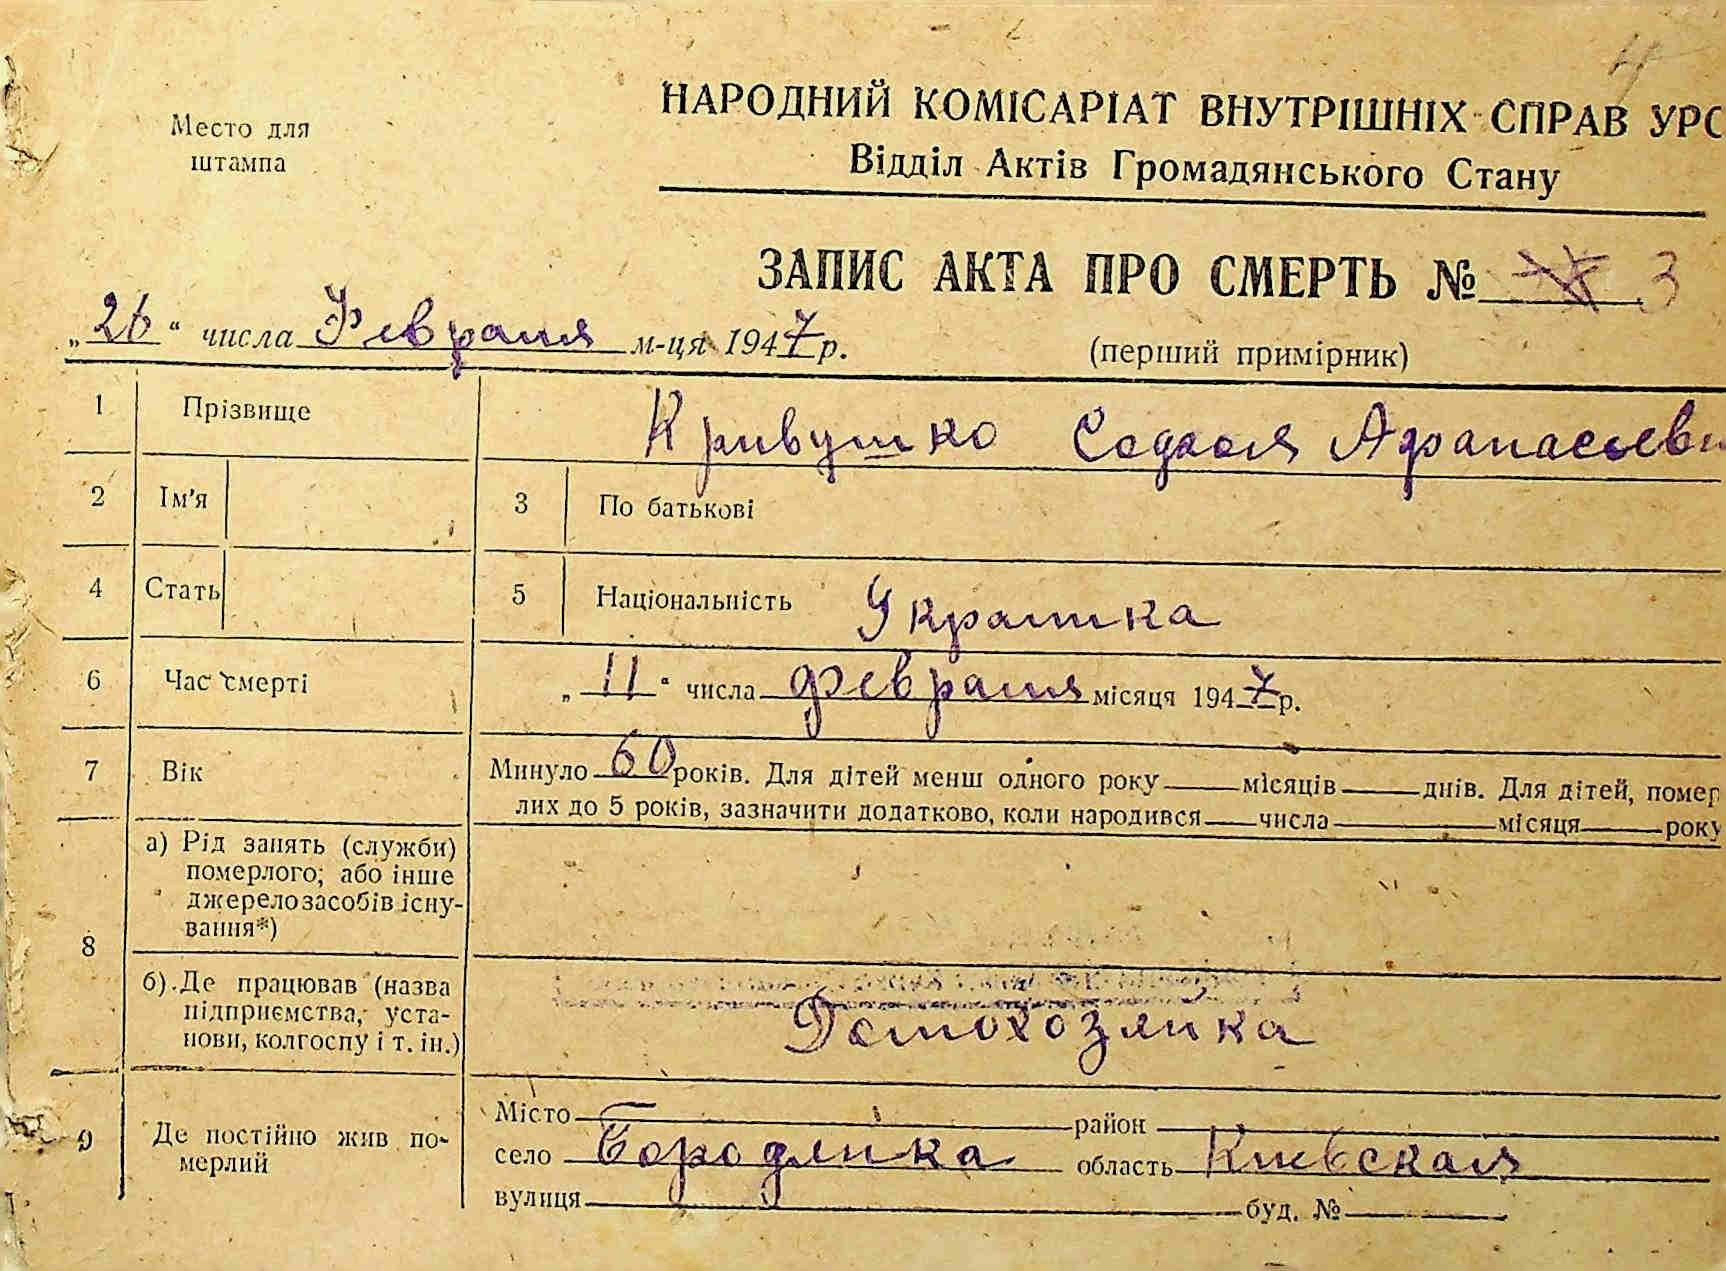 Место для
штампа
НАРОДНИЙ КОМІСАРІАТ ВНУТРІШНІХ СПРАВ УРС
Відділ Актів Громадянського Стану
ЗАПИС АКТА ПРО СМЕРТЬ № 3
„26“ числа Февраля м-ця 1947 р.
(перший примірник)
1 Прізвище Кривушко Афанасьеви
2 Ім'я 3 По батькові
4 Стать 5 Національність Украинка
6 Час смерті „11“ числа февраля місяця 1947 р.
7 Вік Минуло 60 років. Для дітей менш одного року місяців днів. Для дітей, помер
лих до 5 років, зазначити додатково, коли народився числа місяця року
8 а) Рід занять (служби)
померлого; або інше
джерело засобів існу-
вання*)
б) Де працював (назва
підприємства, уста-
нови, колгоспу і т. ін.) Домохозяйка
9 Де постійно жив по-
мерлий
Місто район
село Бородянка область Киевская
вулиця буд. №